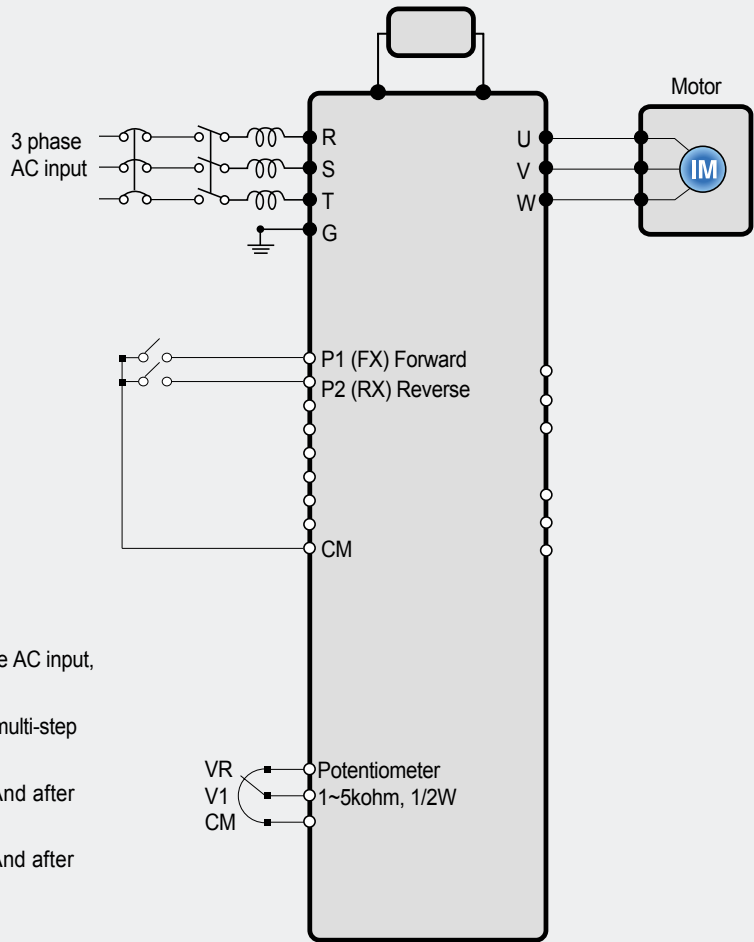 Motor
3 phase
AC input
R
S
T
G
U
V
W
IM
P1 (FX) Forward
P2 (RX) Reverse
CM
e AC input,
multi-step
And after
And after
VR
V1
CM
Potentiometer
1~5kohm, 1/2W